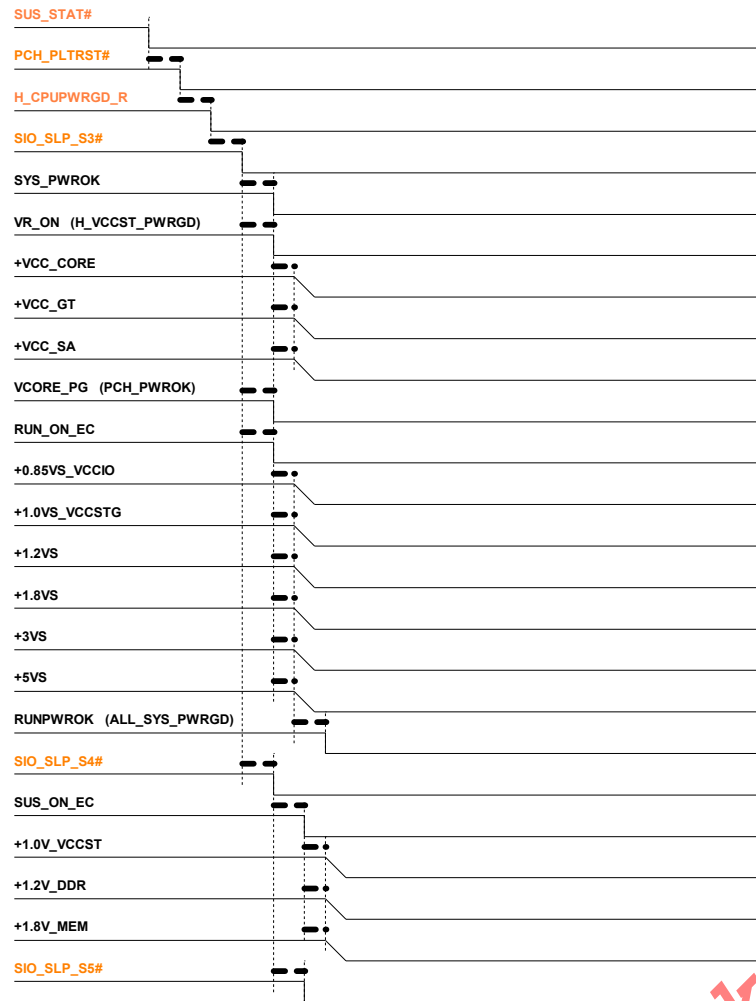 SUS_STAT#
PCH_PLTRST#
H_CPUPWRGD_R
SIO_SLP_S3#
SYS_PWROK
VR_ON (H_VCCST_PWRGD)
+VCC_CORE
+VCC_GT
+VCC_SA
VCORE_PG (PCH_PWROK)
RUN_ON_EC
+0.85VS_VCCIO
+1.0VS_VCCSTG
+1.2VS
+1.8VS
+3VS
+5VS
RUNPWROK (ALL_SYS_PWRGD)
SIO_SLP_S4#
SUS_ON_EC
+1.0V_VCCST
+1.2V_DDR
+1.8V_MEM
SIO_SLP_S5#